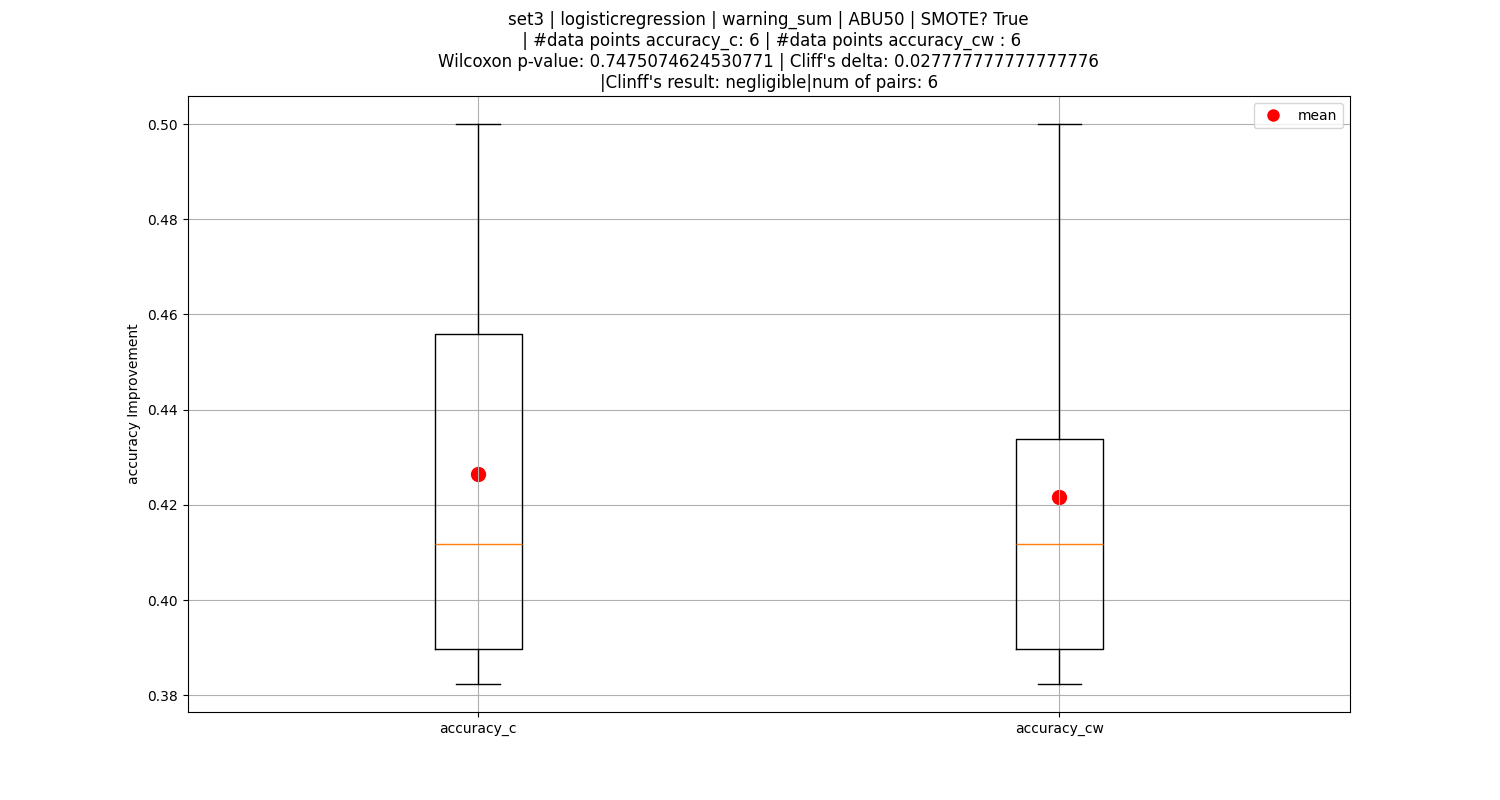 set3 | logisticregression | warning_sum | ABU50 | SMOTE? True
| #data points accuracy_c: 6 | #data points accuracy_cw : 6
Wilcoxon p-value: 0.7475074624530771 | Cliff's delta: 0.027777777777777776
|Clinff's result: negligible|num of pairs: 6
mean
accuracy Improvement
0.50
0.48
0.46
0.44
0.42
0.40
0.38
accuracy_c
accuracy_cw